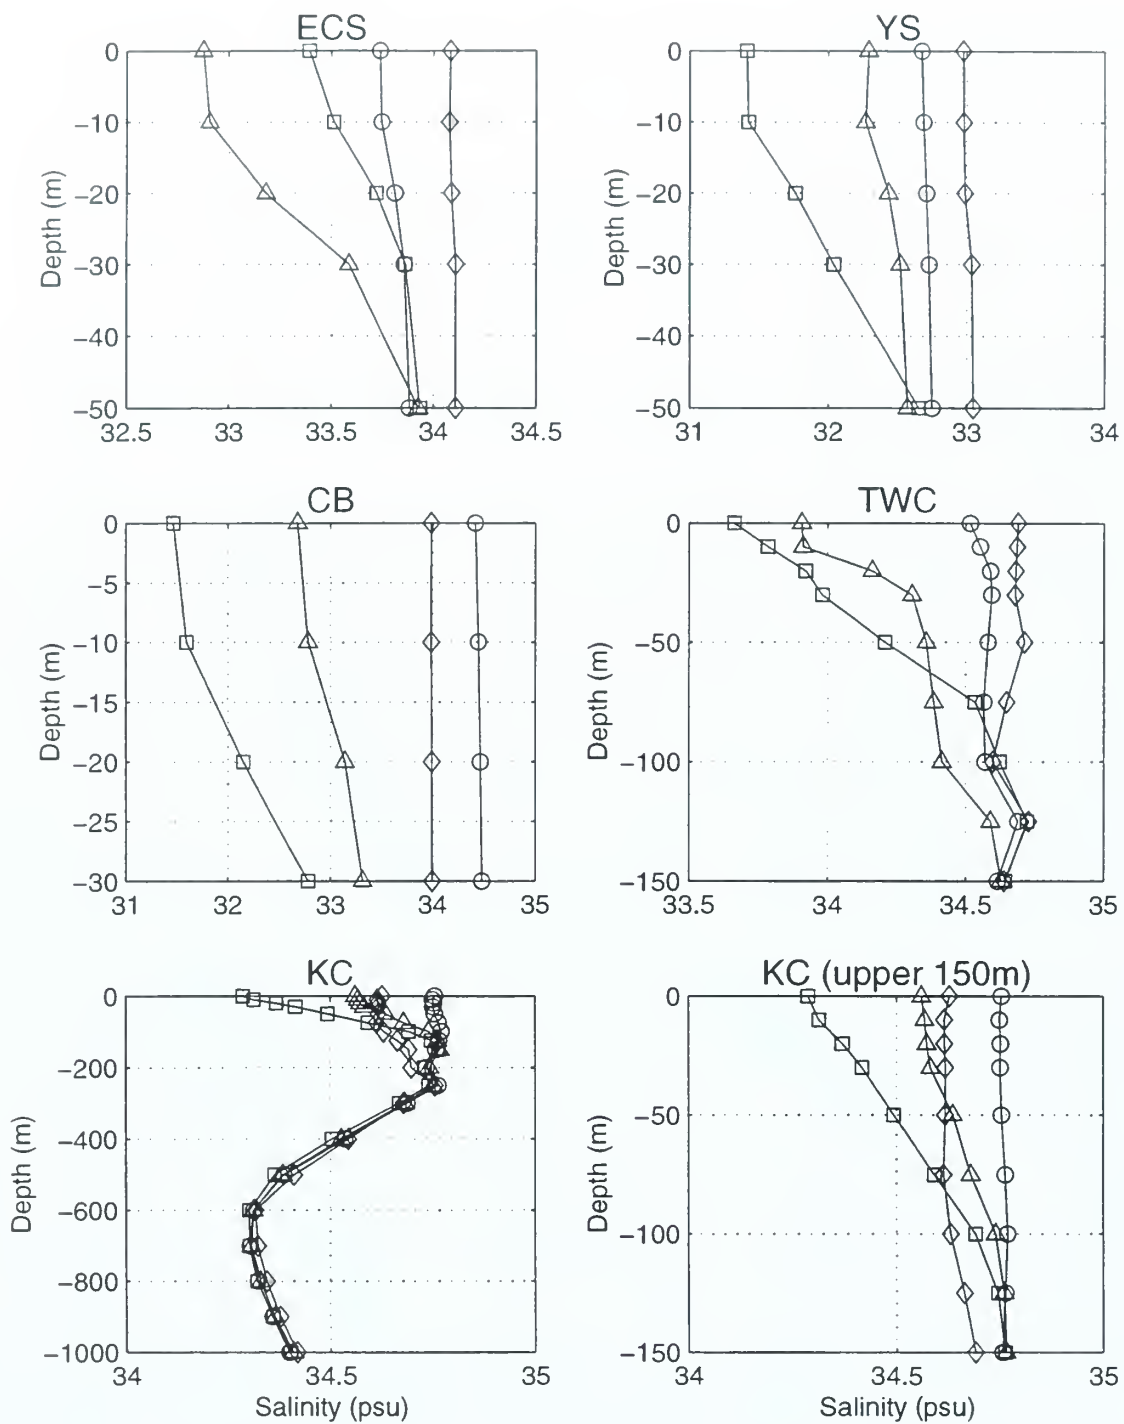 ECS
0
−10
−20
−30
−40
−50
Depth (m)
32.5 33 33.5 34 34.5
YS
0
−10
−20
−30
−40
−50
Depth (m)
31 32 33 34
CB
0
−5
−10
−15
−20
−25
−30
Depth (m)
31 32 33 34 35
TWC
0
−50
−100
−150
Depth (m)
33.5 34 34.5 35
KC
0
−200
−400
−600
−800
−1000
Depth (m)
34 34.5 35
Salinity (psu)
KC (upper 150m)
0
−50
−100
−150
Depth (m)
34 34.5 35
Salinity (psu)